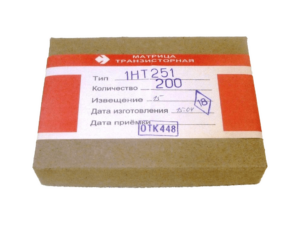 МАТРИЦА
ТРАНЗИСТОРНАЯ
Тип 1НТ251
Количество 200
Извещение
Дата изготовления
Дата приёмки ОТК448